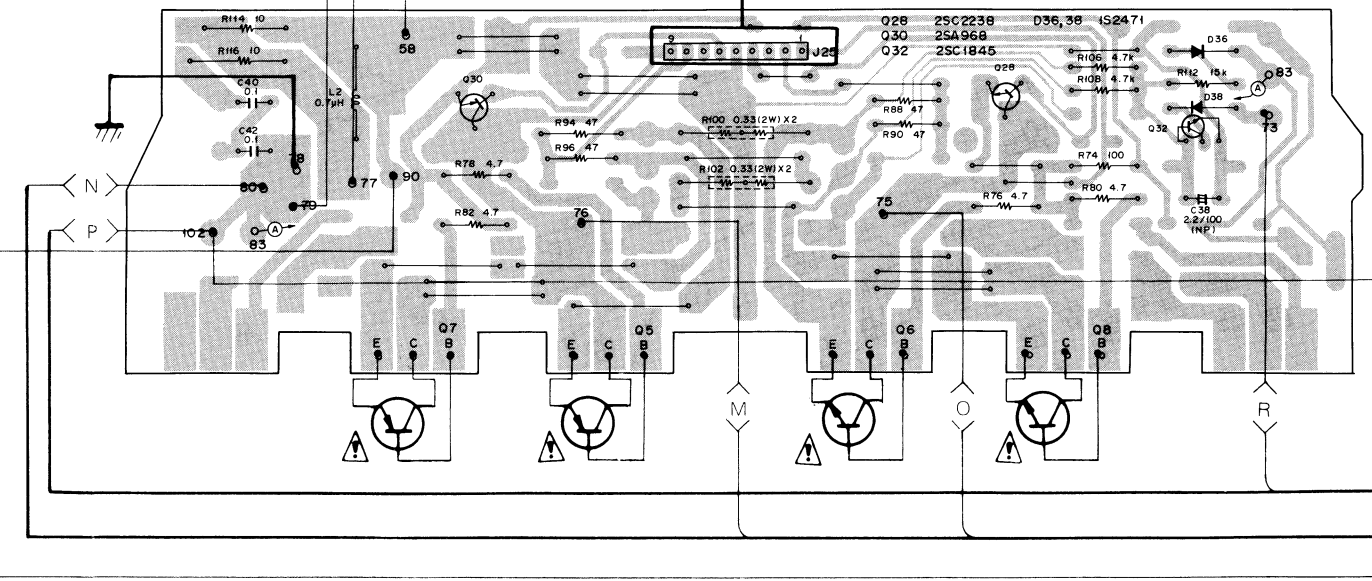 R114 10
R116 10
C40
0.1
C42
0.1
L2
0.7μH
58
Q30
9
1
J25
Q28 2SC2238 D36,38 1S2471
Q30 2SA968
Q32 2SC1845
D36
R106 4.7k
R108 4.7k
Q28
R112 15k
A
83
D38
73
Q32
R88 47
R90 47
R94 47
R96 47
R100 0.33(2W)X2
R102 0.33(2W)X2
R74 100
R76 4.7
R80 4.7
R78 4.7
R82 4.7
C38
2.2/100
(NP)
N
80
79
77
90
P
102
83
A
76
75
E
C
Q7
B
E
C
Q5
B
E
C
Q6
B
E
C
Q8
B
M
O
R
!
!
!
!